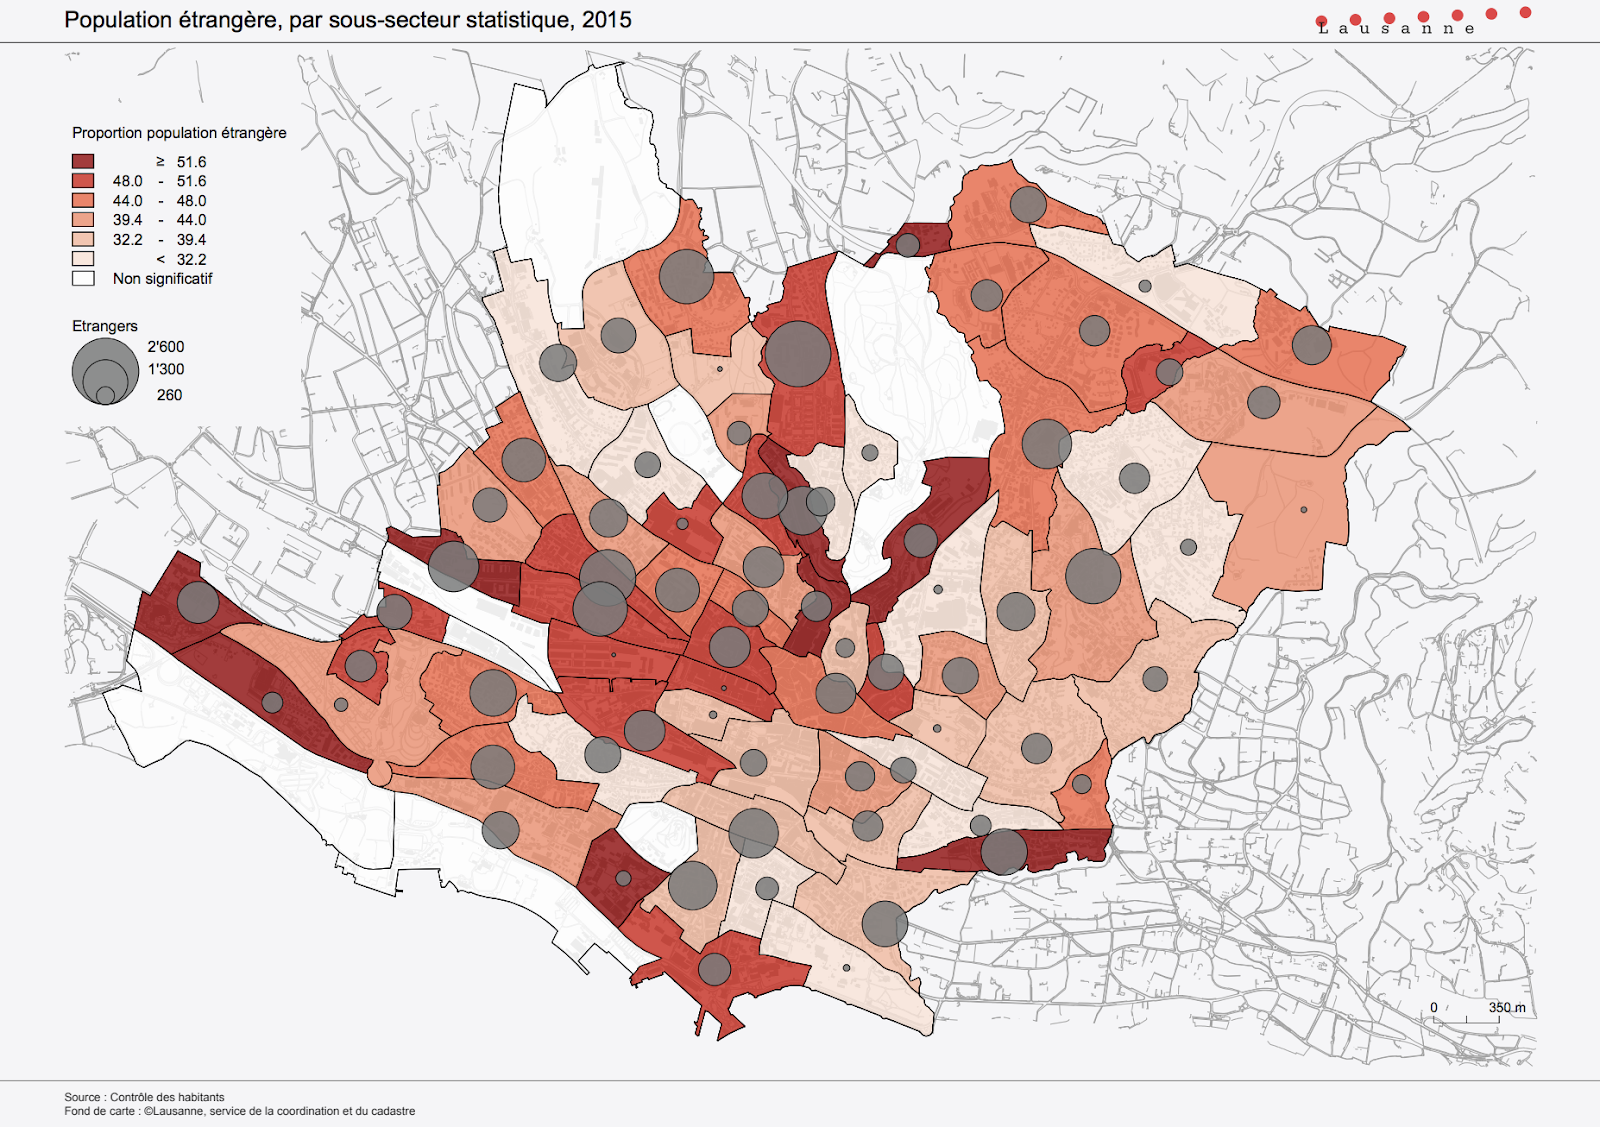 Population étrangère, par sous-secteur statistique, 2015
Lausanne
Proportion population étrangère
≥ 51.6
48.0 - 51.6
44.0 - 48.0
39.4 - 44.0
32.2 - 39.4
< 32.2
Non significatif
Etrangers
2'600
1'300
260
0 350 m
Source : Contrôle des habitants
Fond de carte : ©Lausanne, service de la coordination et du cadastre